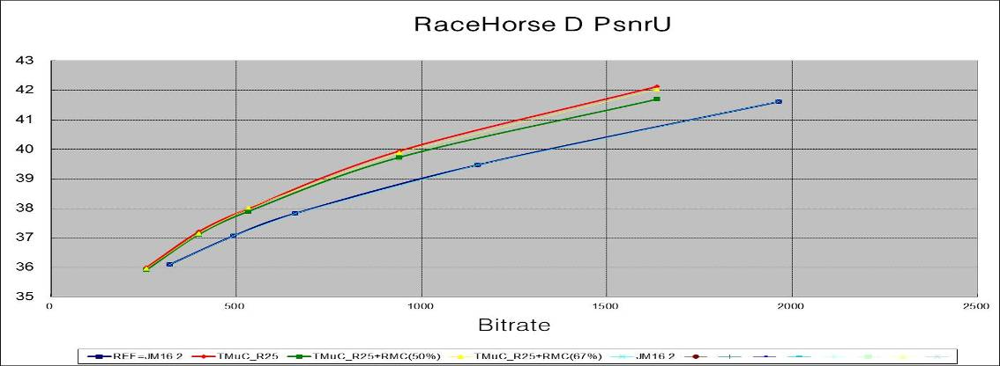 RaceHorse D PsnrU
43
42
41
40
39
38
37
36
35
0 500 1000 1500 2000 2500
Bitrate
REF=JM16 2 TMuC_R25 TMuC_R25+RMC(50%) TMuC_R25+RMC(67%) JM16 2